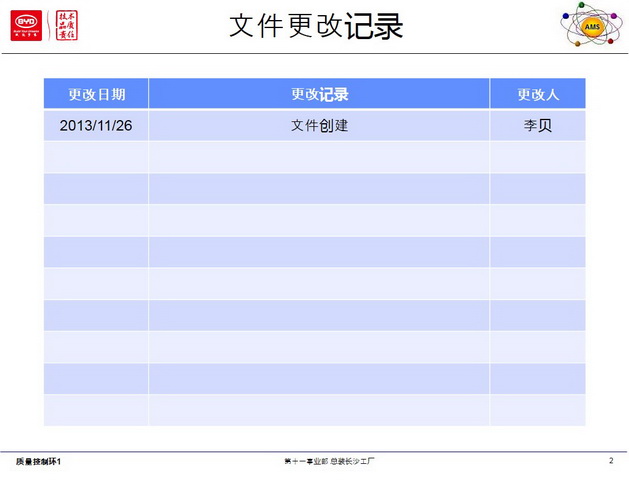 BYD
技术
品质
责任
文件更改记录
AMS
更改日期 更改记录 更改人
2013/11/26 文件创建 李贝
质量控制环1 第十一事业部 总装长沙工厂 2